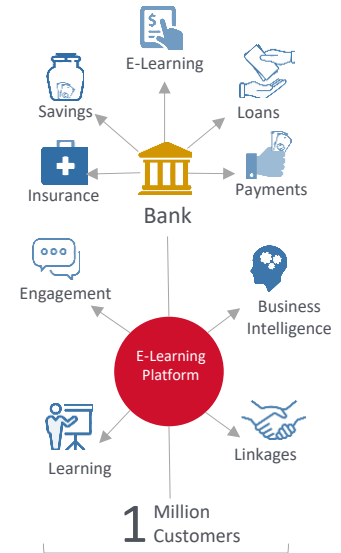 $
E-Learning
Savings
Loans
Insurance
Payments
Bank
Engagement
Business
Intelligence
E-Learning
Platform
Learning
Linkages
1 Million
Customers